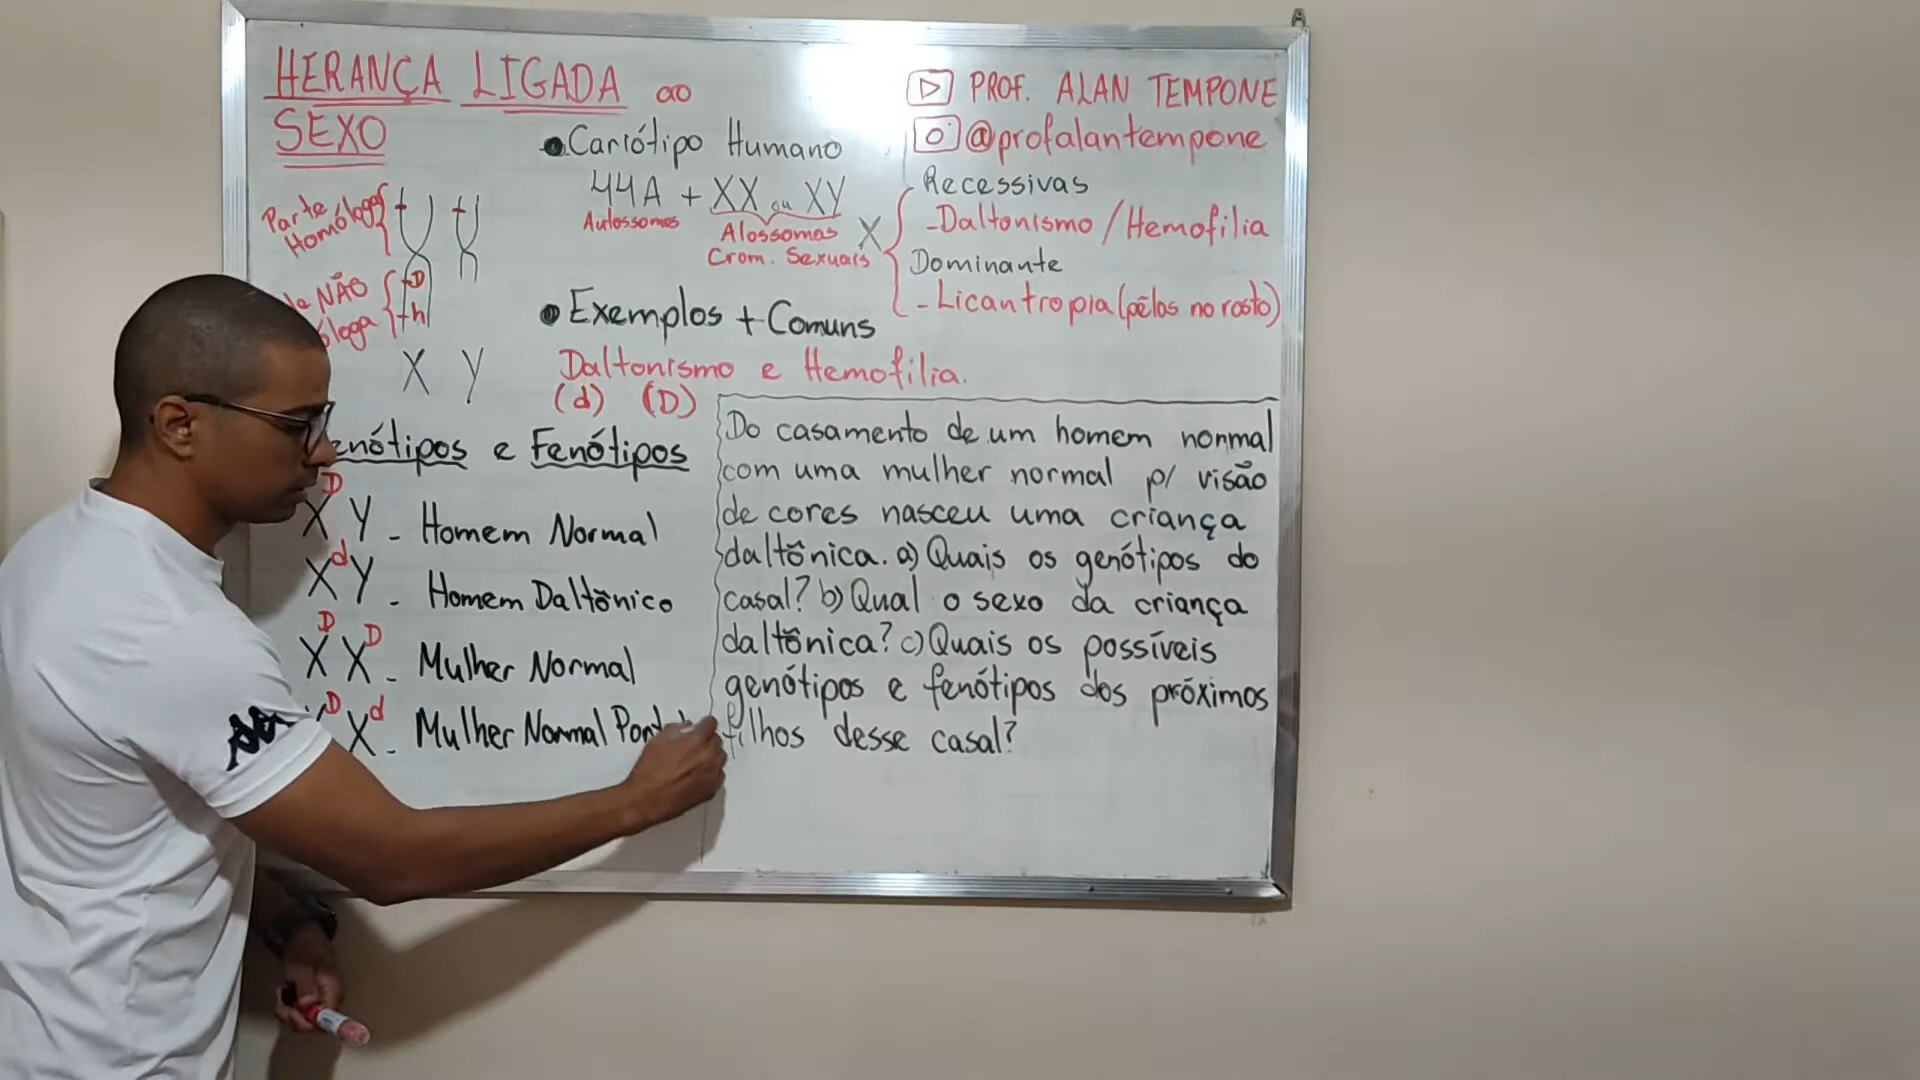 HERANÇA LIGADA ao
SEXO
PROF. ALAN TEMPONE
@profalantempone
Cariótipo Humano
44A + XX ou XY
Autossomos
Alossomas
Crom. Sexuais
X
Recessivas
-Daltonismo / Hemofilia
Dominante
- Licantropia (pêlos no rosto)
Parte
Homóloga
NÃO
D
h
X Y
Exemplos + Comuns
Daltonismo e Hemofilia.
(d) (D)
e Fenótipos
X^D Y - Homem Normal
X^d Y - Homem Daltônico
X^D X^D - Mulher Normal
X^d - Mulher Normal
Do casamento de um homem normal
com uma mulher normal p/ visão
de cores nasceu uma criança
daltônica. a) Quais os genótipos do
casal? b) Qual o sexo da criança
daltônica? c) Quais os possíveis
genótipos e fenótipos dos próximos
filhos desse casal?